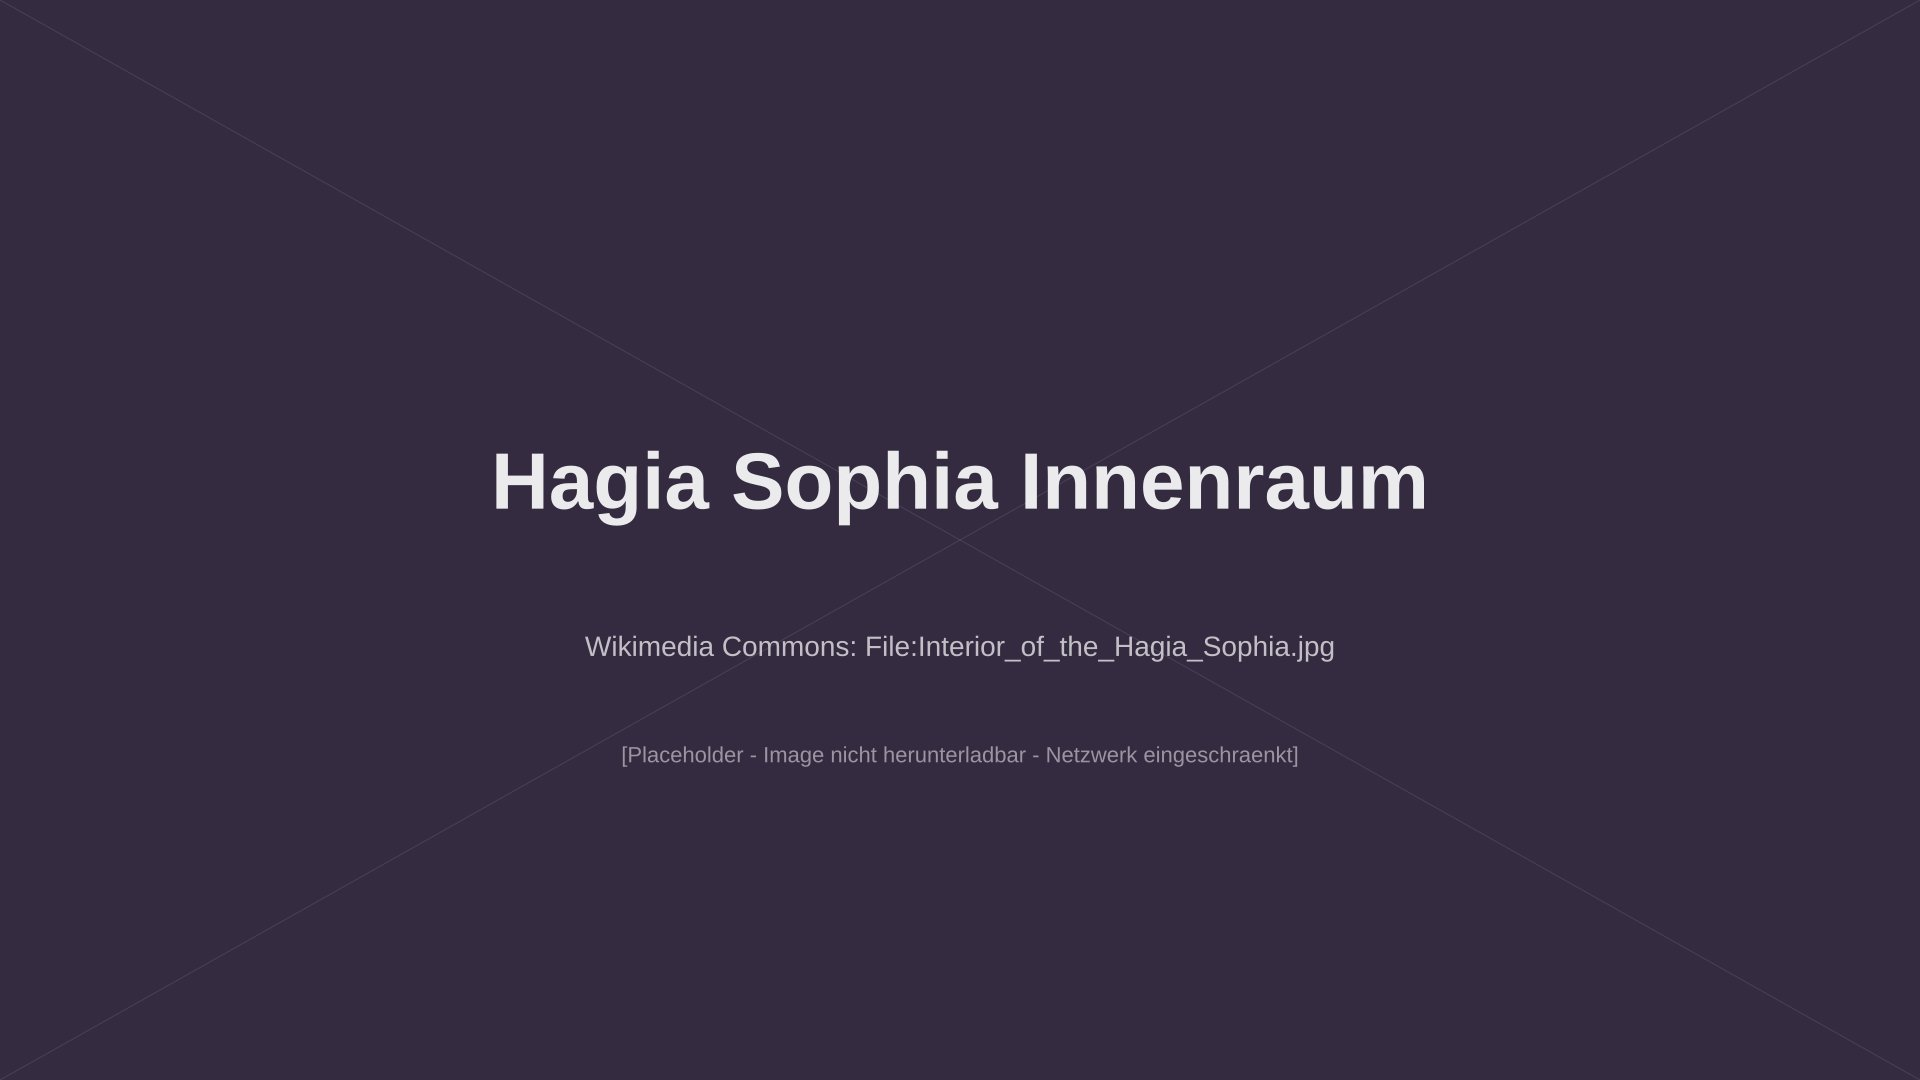 Hagia Sophia Innenraum
Wikimedia Commons: File:Interior_of_the_Hagia_Sophia.jpg
[Placeholder - Image nicht herunterladbar - Netzwerk eingeschraenkt]